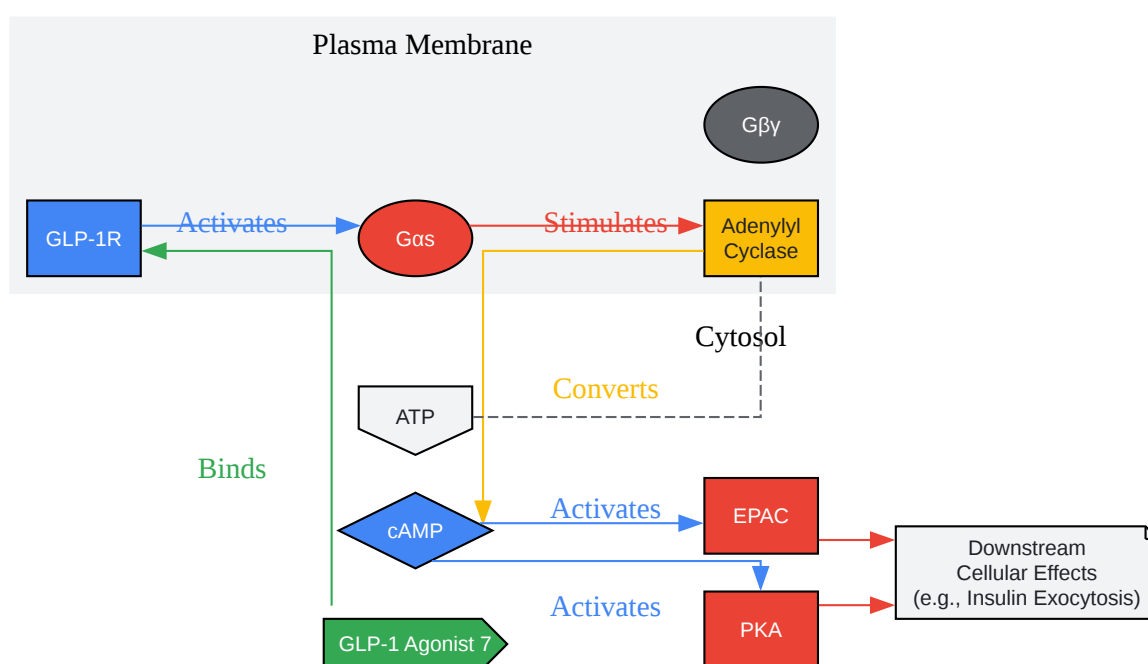 Plasma Membrane
Gβγ
GLP-1R
Activates
Gαs
Stimulates
Adenylyl
Cyclase
Cytosol
ATP
Converts
Binds
cAMP
Activates
EPAC
Downstream
Cellular Effects
(e.g., Insulin Exocytosis)
Activates
PKA
GLP-1 Agonist 7